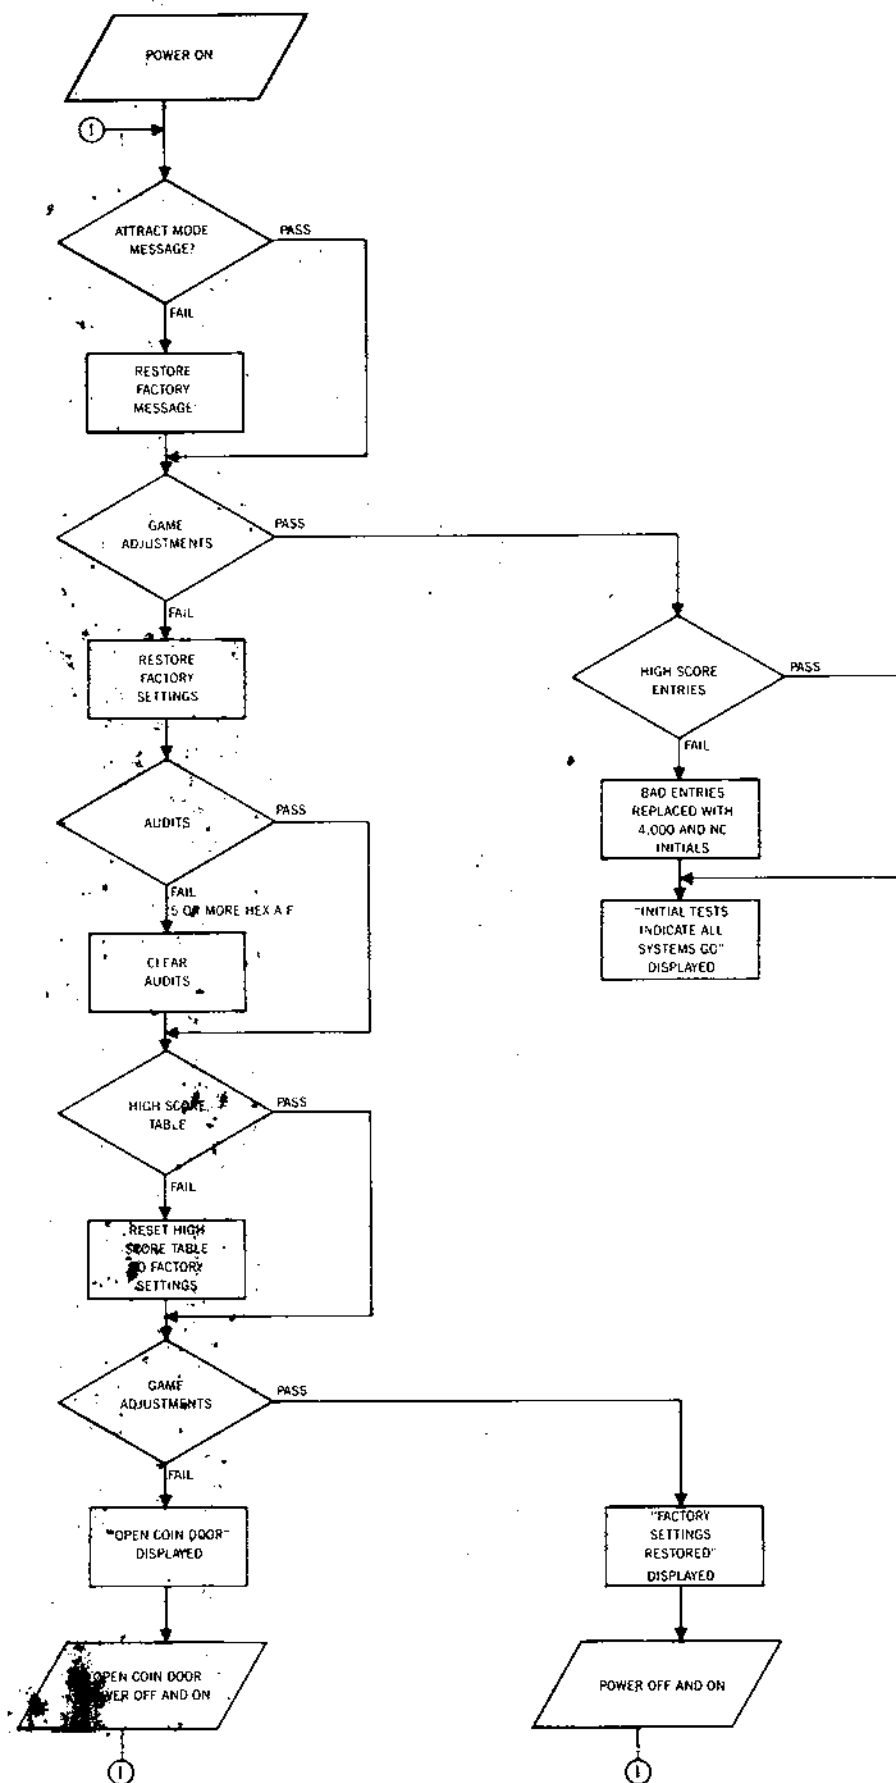 POWER ON
1
ATTRACT MODE
MESSAGE?
PASS
FAIL
RESTORE
FACTORY
MESSAGE
GAME
ADJUSTMENTS
PASS
FAIL
RESTORE
FACTORY
SETTINGS
HIGH SCORE
ENTRIES
PASS
FAIL
BAD ENTRIES
REPLACED WITH
4,000 AND NC
INITIALS
"INITIAL TESTS
INDICATE ALL
SYSTEMS GO"
DISPLAYED
AUDITS
PASS
FAIL
5 OR MORE HEX A F
CLEAR
AUDITS
HIGH SCORE
TABLE
PASS
FAIL
RESET HIGH
SCORE TABLE
TO FACTORY
SETTINGS
GAME
ADJUSTMENTS
PASS
FAIL
"OPEN COIN DOOR"
DISPLAYED
"FACTORY
SETTINGS
RESTORED"
DISPLAYED
OPEN COIN DOOR
POWER OFF AND ON
POWER OFF AND ON
1
1